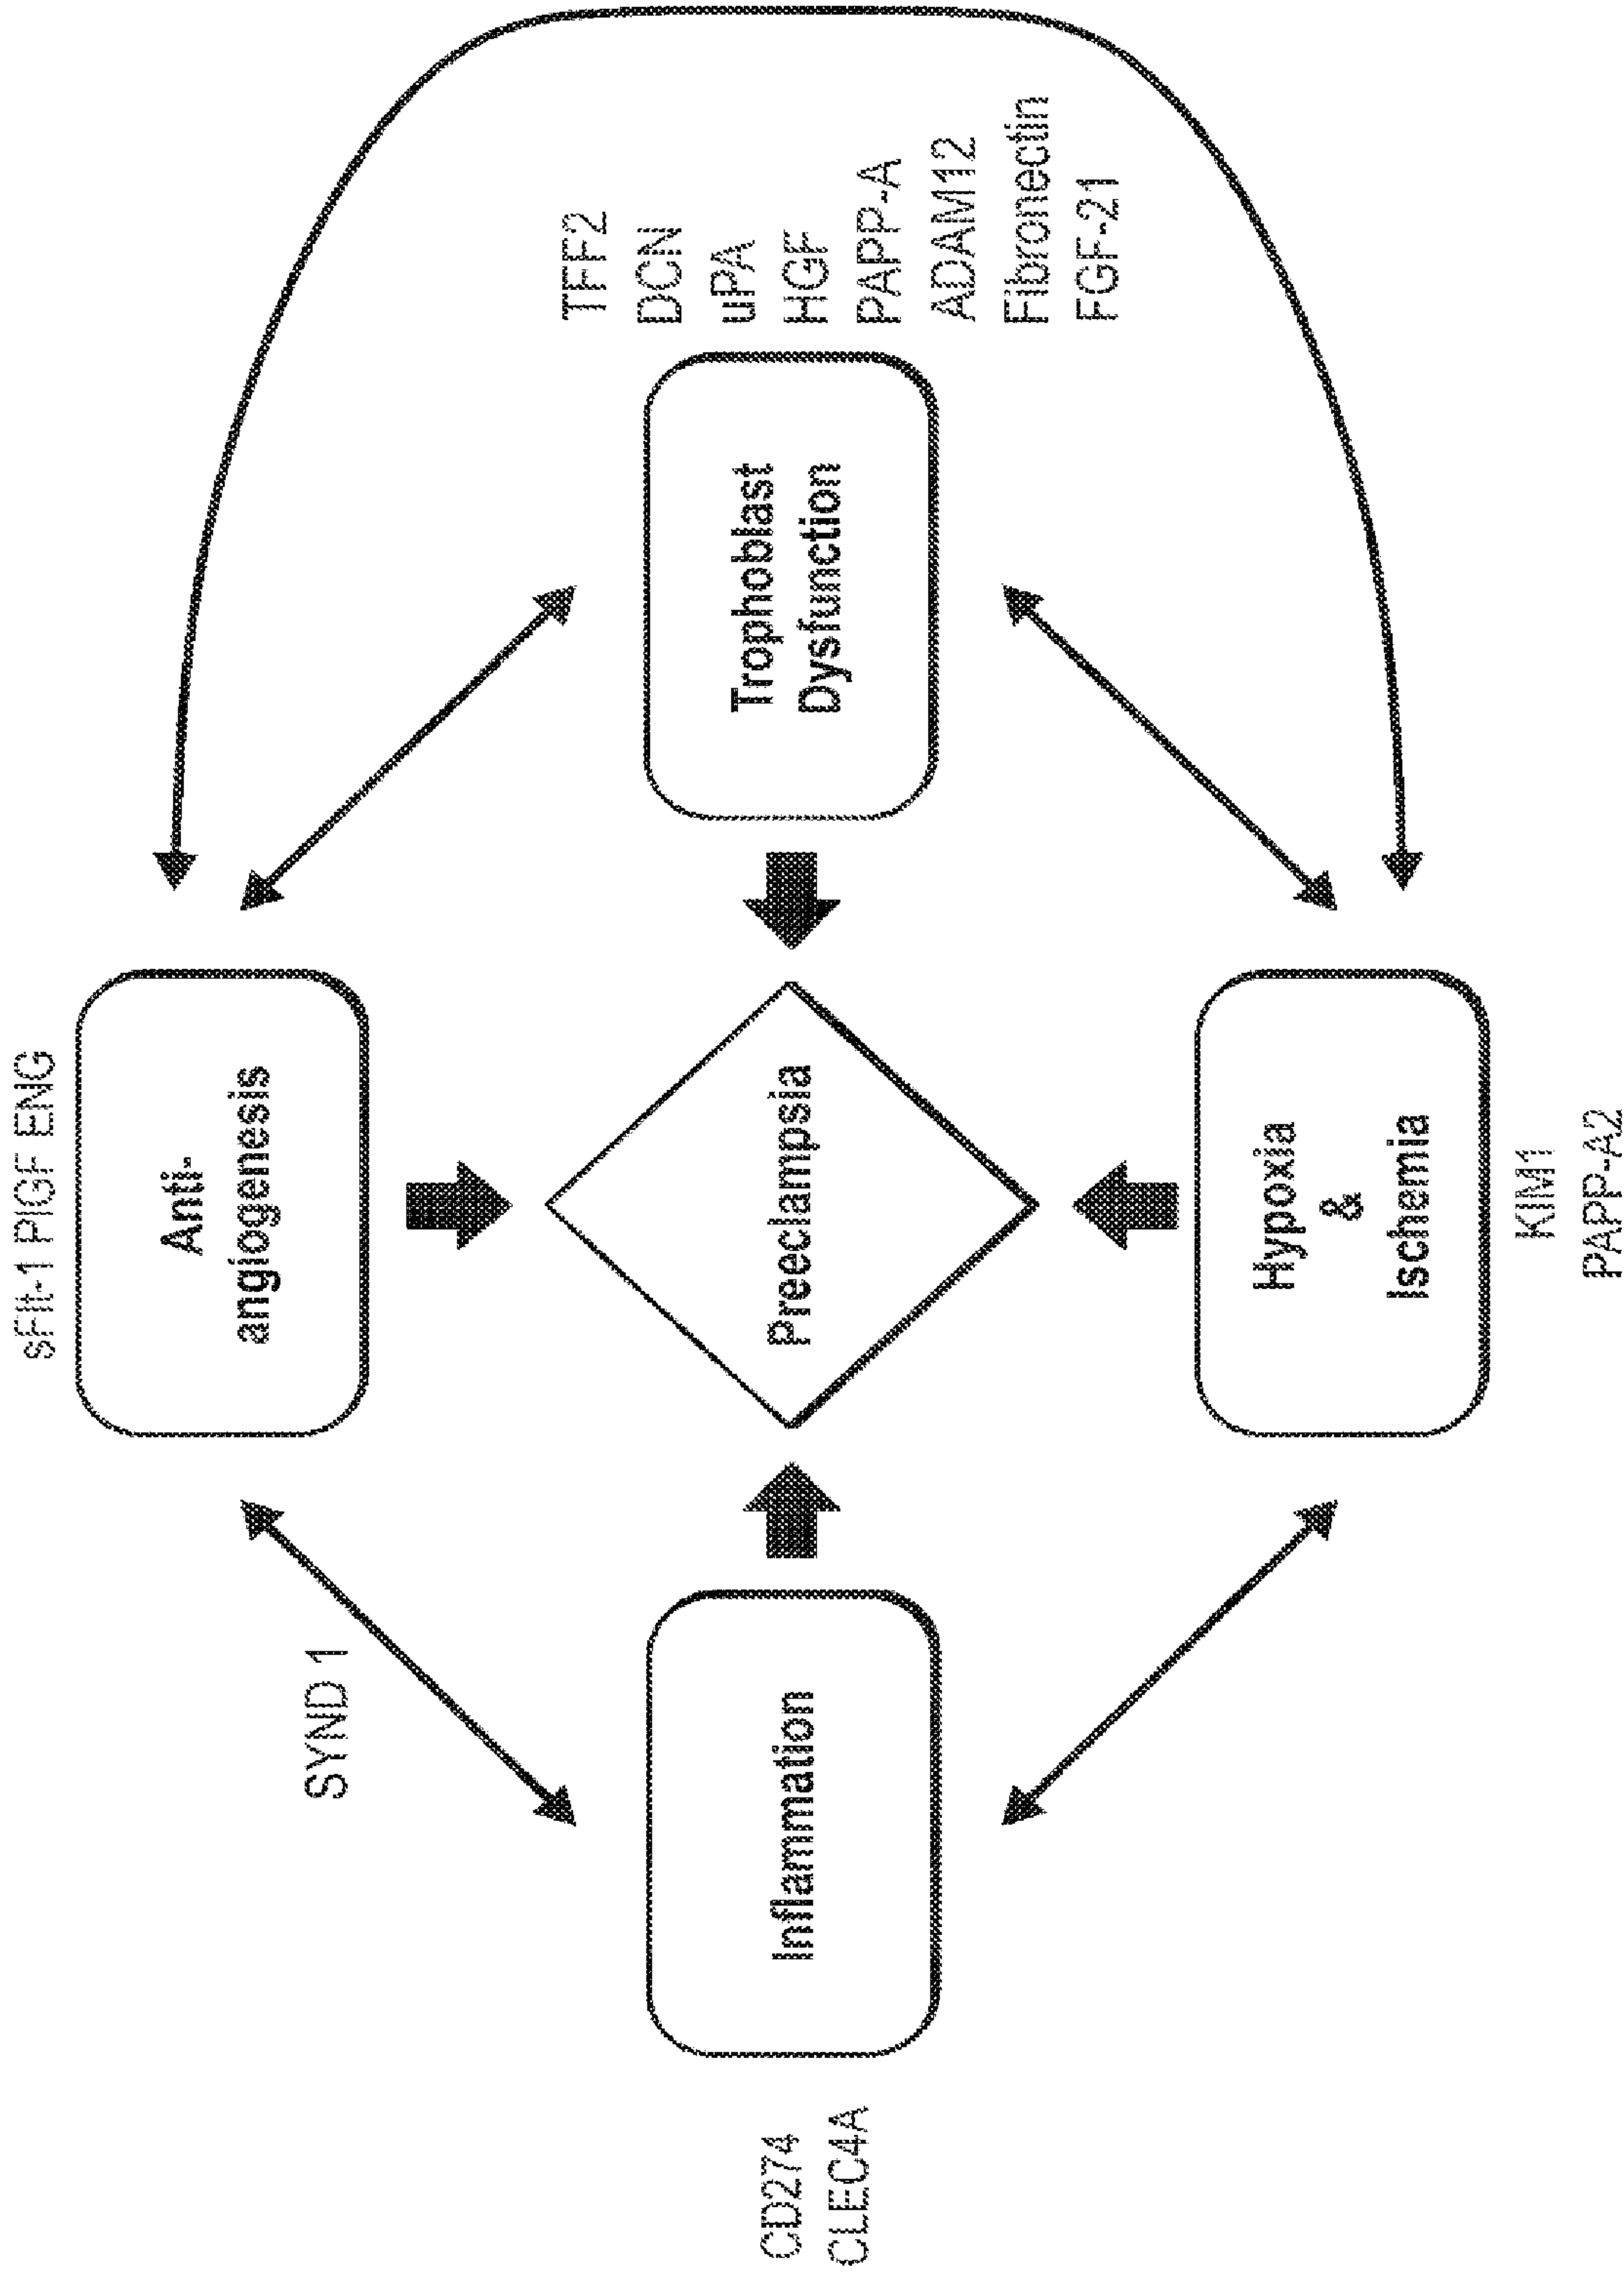 sFlt-1 PIGF ENG
Anti-
angiogenesis
SYND 1
CD274
CLEC4A
Inflammation
Preeclampsia
Trophoblast
Dysfunction
TFF2
DCN
uPA
HGF
PAPP-A
ADAM12
Fibronectin
FGF-21
Hypoxia
&
Ischemia
KIM1
PAPP-A2